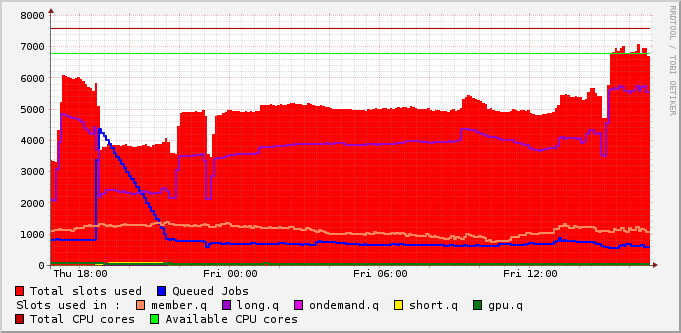 RRDTOOL / TOBI OETIKER
8000
7000
6000
5000
4000
3000
2000
1000
0
Thu 18:00 Fri 00:00 Fri 06:00 Fri 12:00
Total slots used Queued Jobs
Slots used in : member.q long.q ondemand.q short.q gpu.q
Total CPU cores Available CPU cores